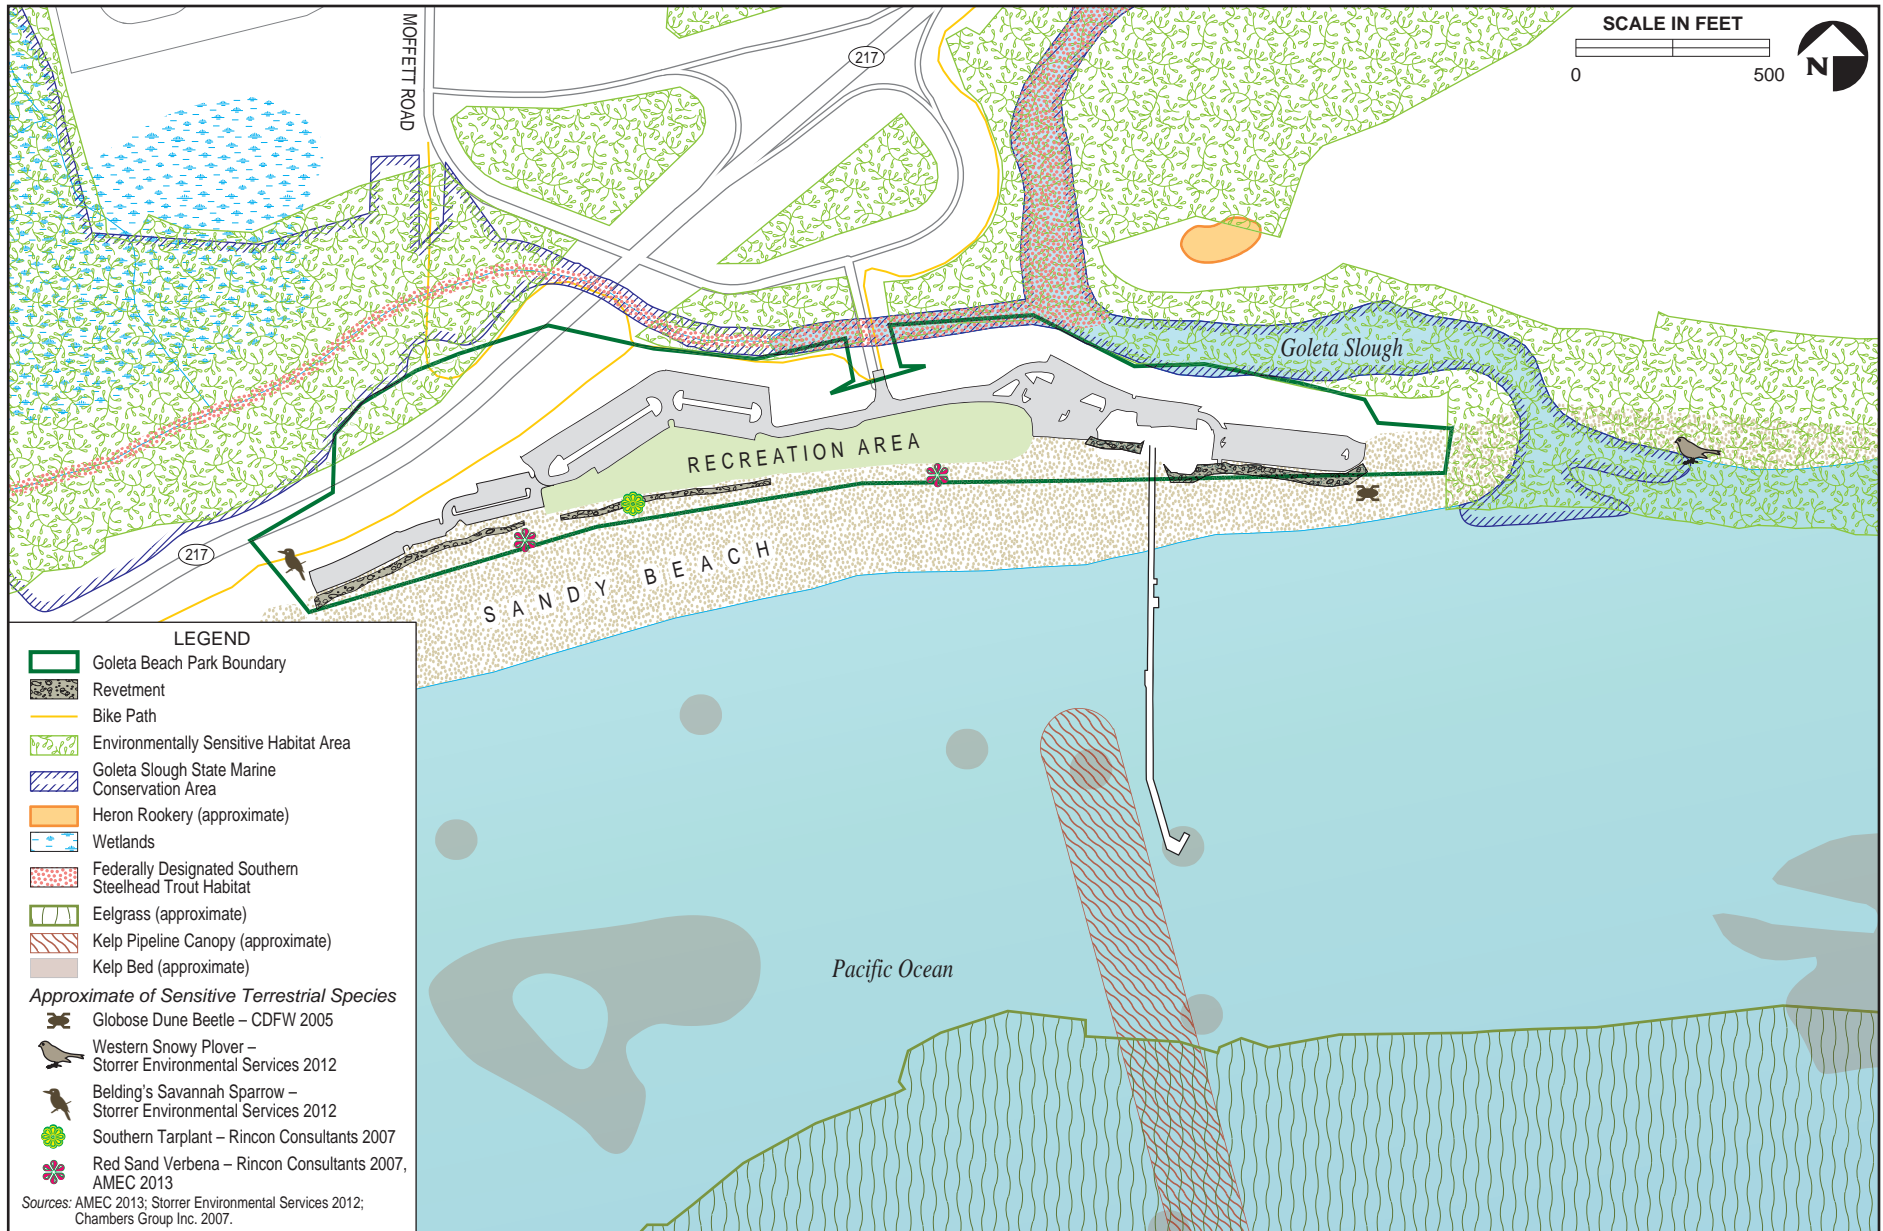 MOFFETT ROAD
217
SCALE IN FEET
0 500
N
Goleta Slough
RECREATION AREA
SANDY BEACH
217
Pacific Ocean
LEGEND
Goleta Beach Park Boundary
Revetment
Bike Path
Environmentally Sensitive Habitat Area
Goleta Slough State Marine
Conservation Area
Heron Rookery (approximate)
Wetlands
Federally Designated Southern
Steelhead Trout Habitat
Eelgrass (approximate)
Kelp Pipeline Canopy (approximate)
Kelp Bed (approximate)
Approximate of Sensitive Terrestrial Species
Globose Dune Beetle – CDFW 2005
Western Snowy Plover –
Storrer Environmental Services 2012
Belding's Savannah Sparrow –
Storrer Environmental Services 2012
Southern Tarplant – Rincon Consultants 2007
Red Sand Verbena – Rincon Consultants 2007,
AMEC 2013
Sources: AMEC 2013; Storrer Environmental Services 2012;
Chambers Group Inc. 2007.